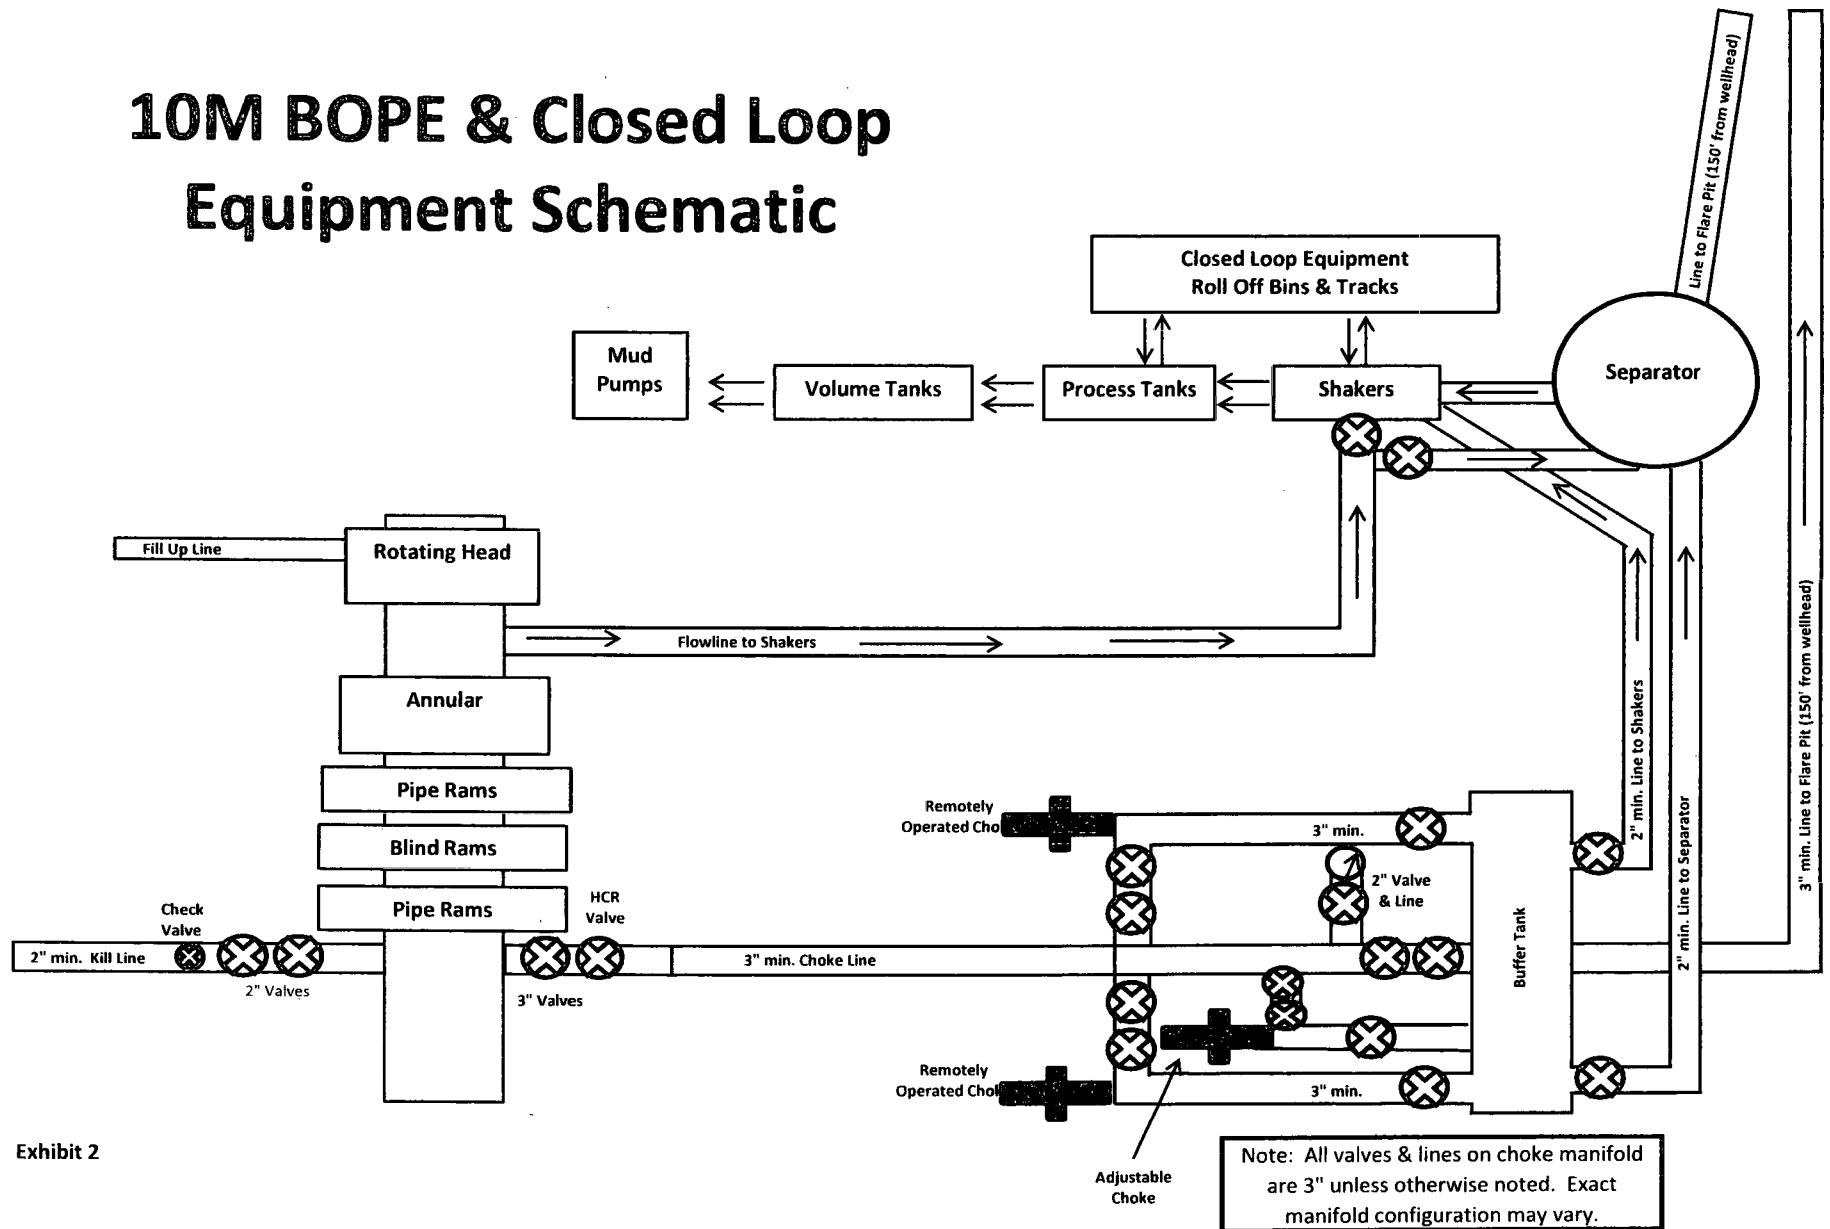 10M BOPE & Closed Loop
Equipment Schematic
Line to Flare Pit (150' from wellhead)
Closed Loop Equipment
Roll Off Bins & Tracks
Mud
Pumps
Volume Tanks
Process Tanks
Shakers
Separator
Fill Up Line
Rotating Head
Flowline to Shakers
Annular
Pipe Rams
Blind Rams
Pipe Rams
Check
Valve
HCR
Valve
2" min. Kill Line
2" Valves
3" Valves
3" min. Choke Line
Remotely
Operated Cho
3" min.
2" Valve
& Line
Buffer Tank
2" min. Line to Shakers
2" min. Line to Separator
3" min. Line to Flare Pit (150' from wellhead)
Remotely
Operated Cho
3" min.
Adjustable
Choke
Exhibit 2
Note: All valves & lines on choke manifold
are 3" unless otherwise noted. Exact
manifold configuration may vary.